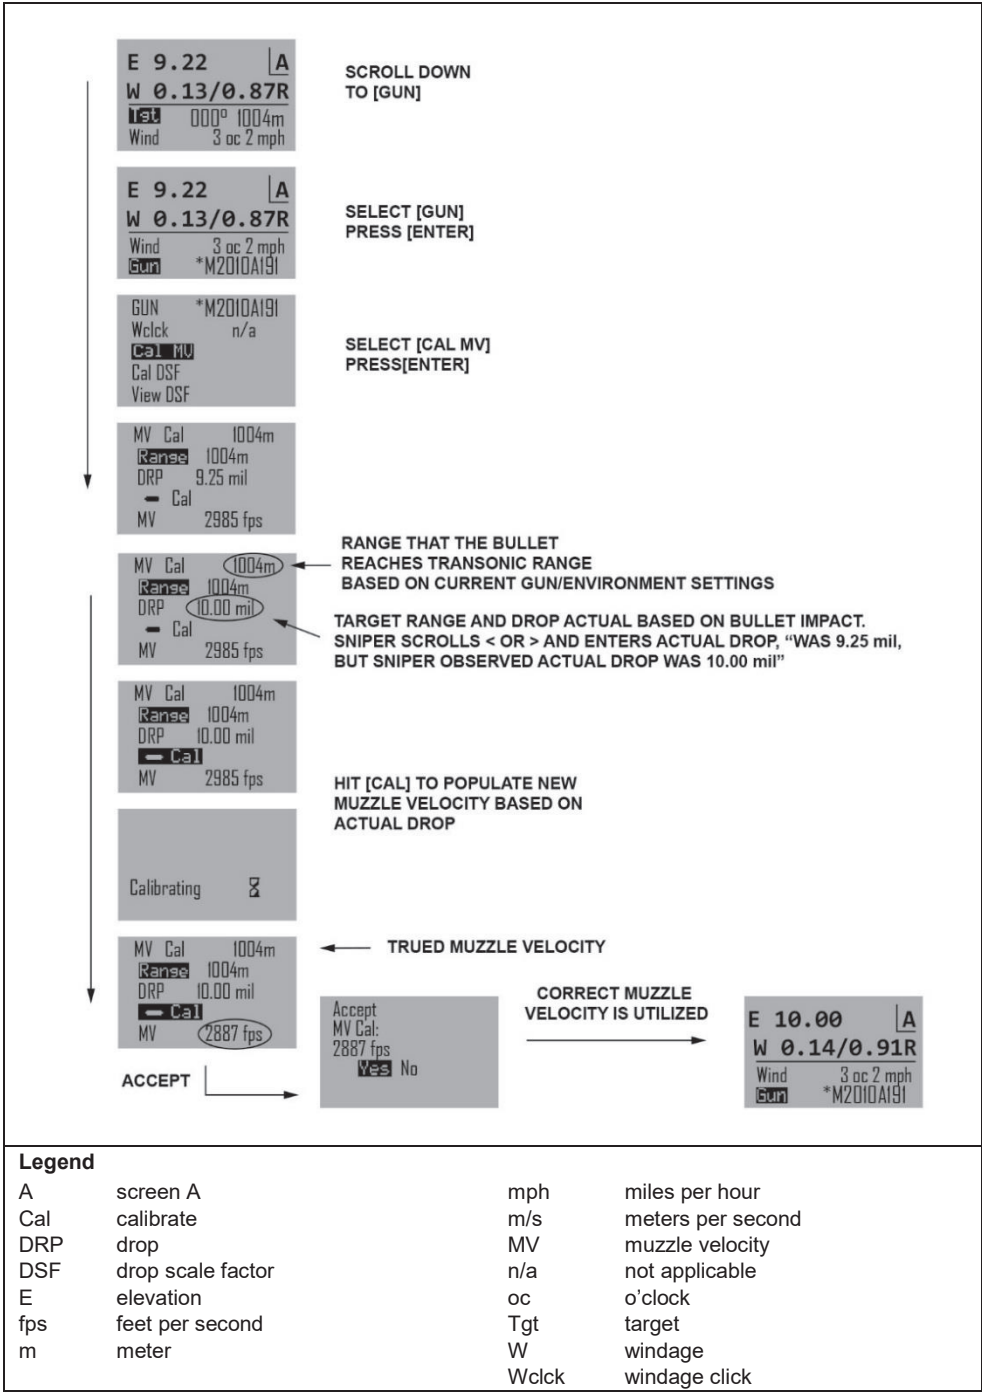 E 9.22 A
W 0.13/0.87R
Tgt 000° 1004m
Wind 3 oc 2 mph
SCROLL DOWN
TO [GUN]
E 9.22 A
W 0.13/0.87R
Wind 3 oc 2 mph
Gun *M2010A191
SELECT [GUN]
PRESS [ENTER]
GUN *M2010A191
Wclck n/a
Cal MV
Cal DSF
View DSF
SELECT [CAL MV]
PRESS[ENTER]
MV Cal 1004m
Range 1004m
DRP 9.25 mil
Cal
MV 2985 fps
MV Cal 1004m
Range 1004m
DRP 10.00 mil
Cal
MV 2985 fps
RANGE THAT THE BULLET
REACHES TRANSONIC RANGE
BASED ON CURRENT GUN/ENVIRONMENT SETTINGS
TARGET RANGE AND DROP ACTUAL BASED ON BULLET IMPACT.
SNIPER SCROLLS < OR > AND ENTERS ACTUAL DROP, “WAS 9.25 mil,
BUT SNIPER OBSERVED ACTUAL DROP WAS 10.00 mil”
MV Cal 1004m
Range 1004m
DRP 10.00 mil
Cal
MV 2985 fps
HIT [CAL] TO POPULATE NEW
MUZZLE VELOCITY BASED ON
ACTUAL DROP
Calibrating
MV Cal 1004m
Range 1004m
DRP 10.00 mil
Cal
MV 2887 fps
TRUED MUZZLE VELOCITY
ACCEPT
Accept
MV Cal:
2887 fps
Yes No
CORRECT MUZZLE
VELOCITY IS UTILIZED
E 10.00 A
W 0.14/0.91R
Wind 3 oc 2 mph
Gun *M2010A191
Legend
A screen A
Cal calibrate
DRP drop
DSF drop scale factor
E elevation
fps feet per second
m meter
mph miles per hour
m/s meters per second
MV muzzle velocity
n/a not applicable
oc o’clock
Tgt target
W windage
Wclck windage click